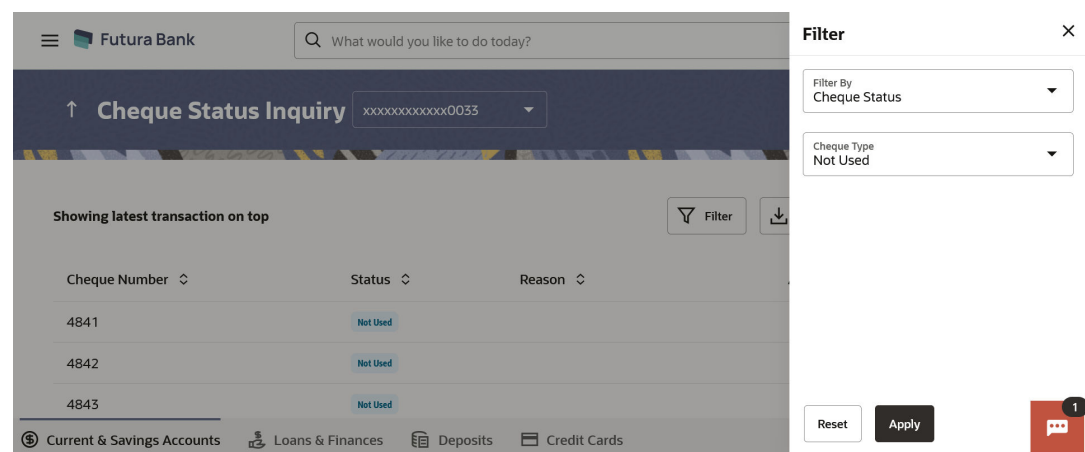 Futura Bank
What would you like to do today?
Cheque Status Inquiry xxxxxxxxxxxx0033
Showing latest transaction on top
Filter
Cheque Number Status Reason
4841 Not Used
4842 Not Used
4843 Not Used
Current & Savings Accounts Loans & Finances Deposits Credit Cards
Filter
Filter By
Cheque Status
Cheque Type
Not Used
Reset Apply
1